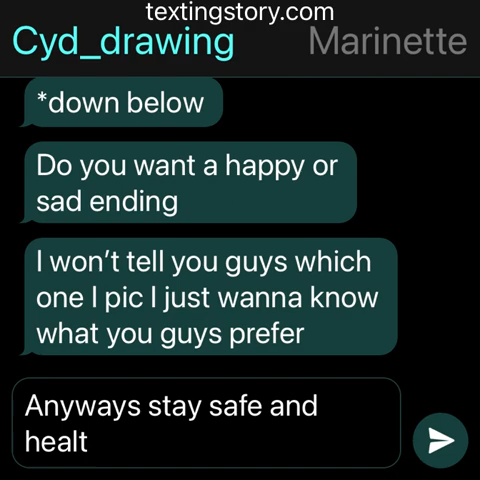 textingstory.com
Cyd_drawing Marinette
*down below
Do you want a happy or
sad ending
I won’t tell you guys which
one I pic I just wanna know
what you guys prefer
Anyways stay safe and
healt